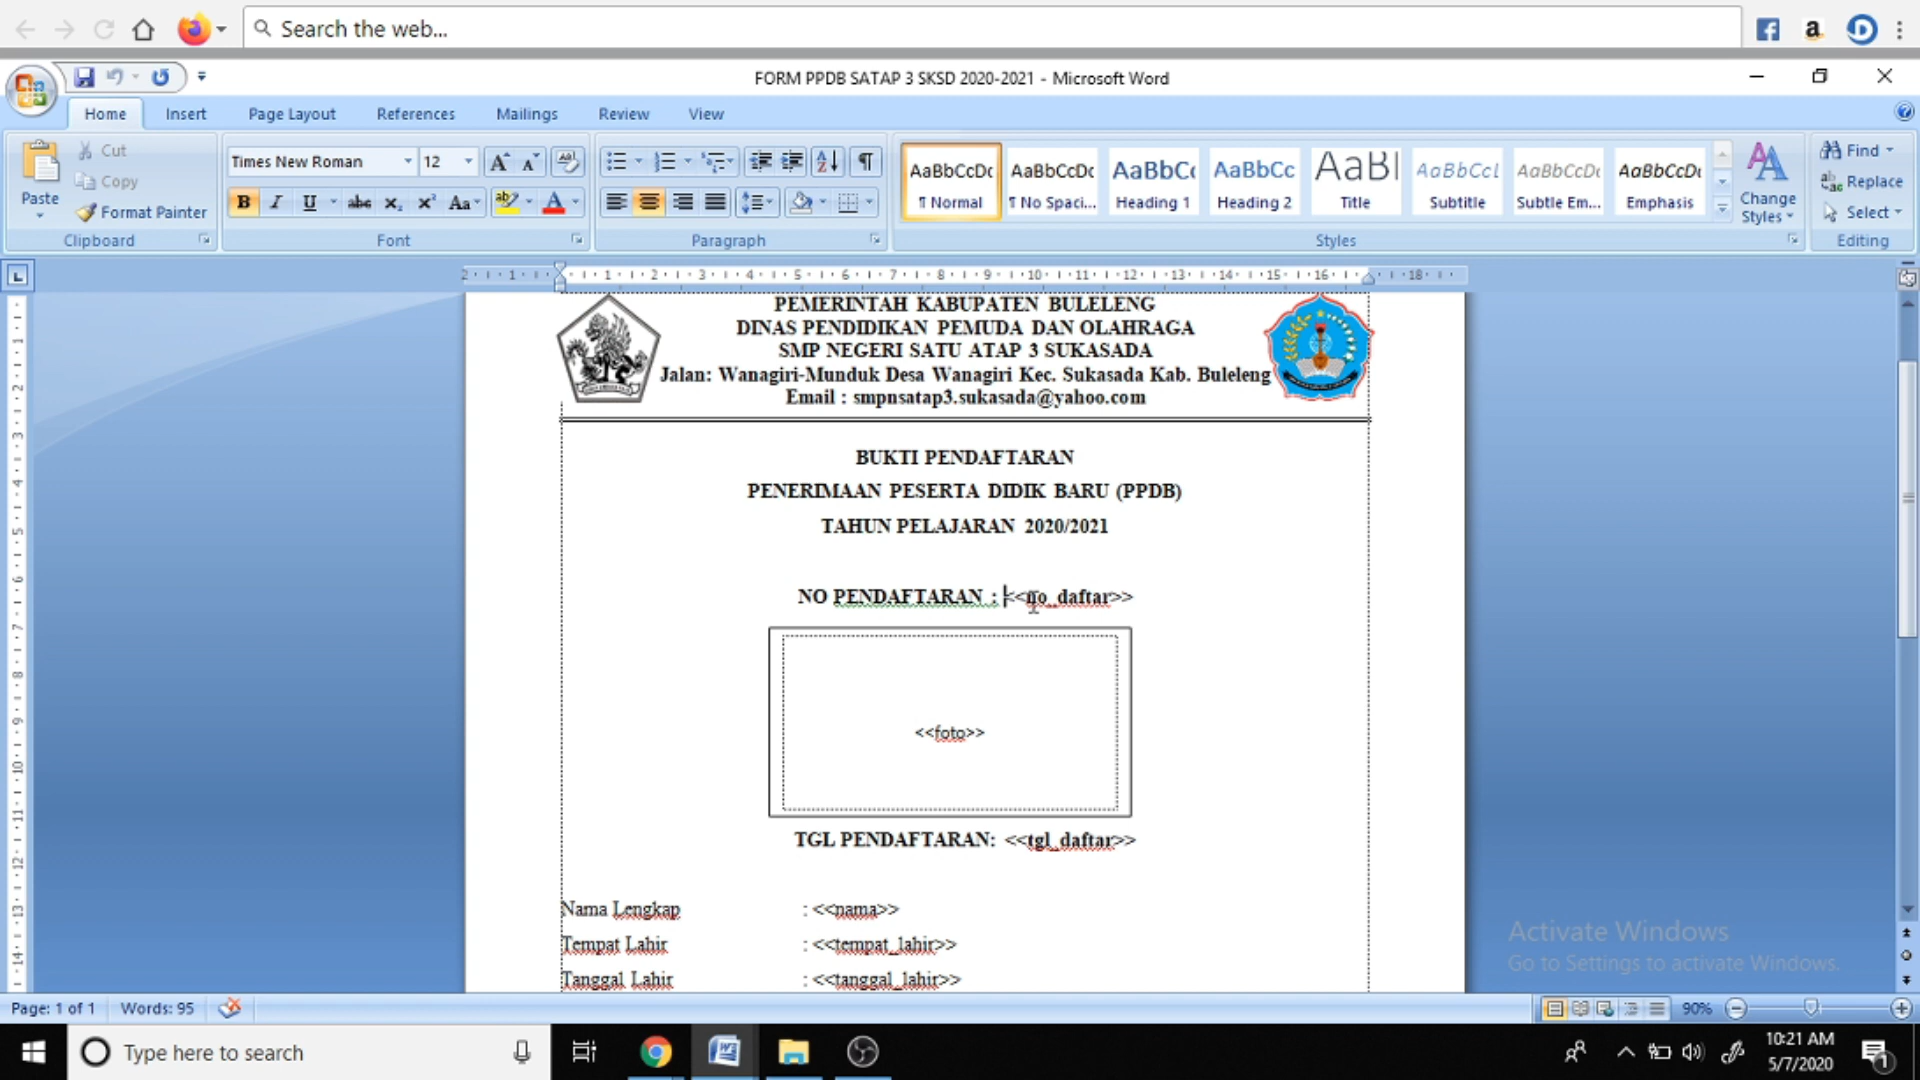 Search the web...
FORM PPDB SATAP 3 SKSD 2020-2021 - Microsoft Word
Home Insert Page Layout References Mailings Review View
Paste
Cut
Copy
Format Painter
Clipboard
Times New Roman 12
Font
Paragraph
AaBbCcDc AaBbCcDc AaBbCc AaBbCc AaBl AaBbCcL AaBbCcDc AaBbCcDc
¶ Normal ¶ No Spaci... Heading 1 Heading 2 Title Subtitle Subtle Em... Emphasis
Change Styles
Styles
Find
Replace
Select
Editing
PEMERINTAH KABUPATEN BULELENG
DINAS PENDIDIKAN PEMUDA DAN OLAHRAGA
SMP NEGERI SATU ATAP 3 SUKASADA
Jalan: Wanagiri-Munduk Desa Wanagiri Kec. Sukasada Kab. Buleleng
Email : smpnsatap3.sukasada@yahoo.com
BUKTI PENDAFTARAN
PENERIMAAN PESERTA DIDIK BARU (PPDB)
TAHUN PELAJARAN 2020/2021
NO PENDAFTARAN : <<no_daftar>>
<<foto>>
TGL PENDAFTARAN: <<tgl_daftar>>
Nama Lengkap : <<nama>>
Tempat Lahir : <<tempat_lahir>>
Tanggal Lahir : <<tanggal_lahir>>
Activate Windows
Go to Settings to activate Windows.
Page: 1 of 1 Words: 95 90%
Type here to search
10:21 AM
5/7/2020